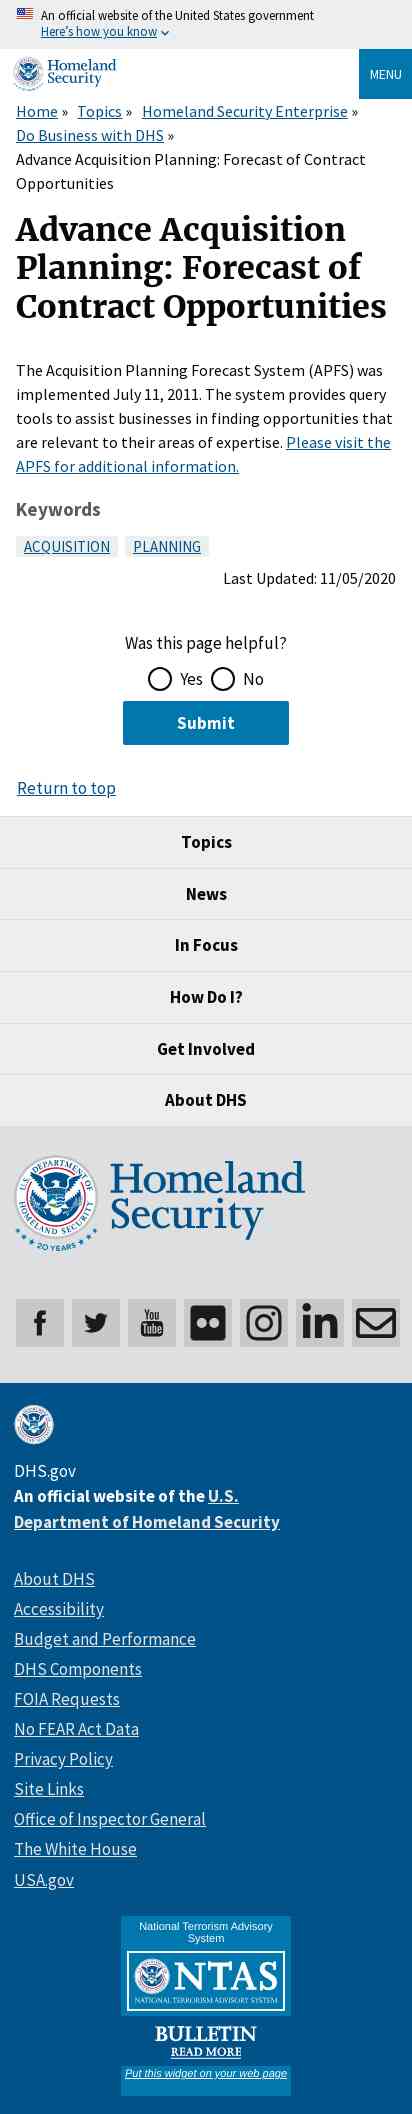 An official website of the United States government
Here's how you know
Homeland
Security
MENU
Home » Topics » Homeland Security Enterprise »
Do Business with DHS »
Advance Acquisition Planning: Forecast of Contract
Opportunities
Advance Acquisition
Planning: Forecast of
Contract Opportunities
The Acquisition Planning Forecast System (APFS) was
implemented July 11, 2011. The system provides query
tools to assist businesses in finding opportunities that
are relevant to their areas of expertise. Please visit the
APFS for additional information.
Keywords
ACQUISITION PLANNING
Last Updated: 11/05/2020
Was this page helpful?
Yes No
Submit
Return to top
Topics
News
In Focus
How Do I?
Get Involved
About DHS
U.S. DEPARTMENT OF
HOMELAND SECURITY
20 YEARS
Homeland
Security
You
Tube
DHS.gov
An official website of the U.S.
Department of Homeland Security
About DHS
Accessibility
Budget and Performance
DHS Components
FOIA Requests
No FEAR Act Data
Privacy Policy
Site Links
Office of Inspector General
The White House
USA.gov
National Terrorism Advisory
System
NTAS
NATIONAL TERRORISM ADVISORY SYSTEM
BULLETIN
READ MORE
Put this widget on your web page